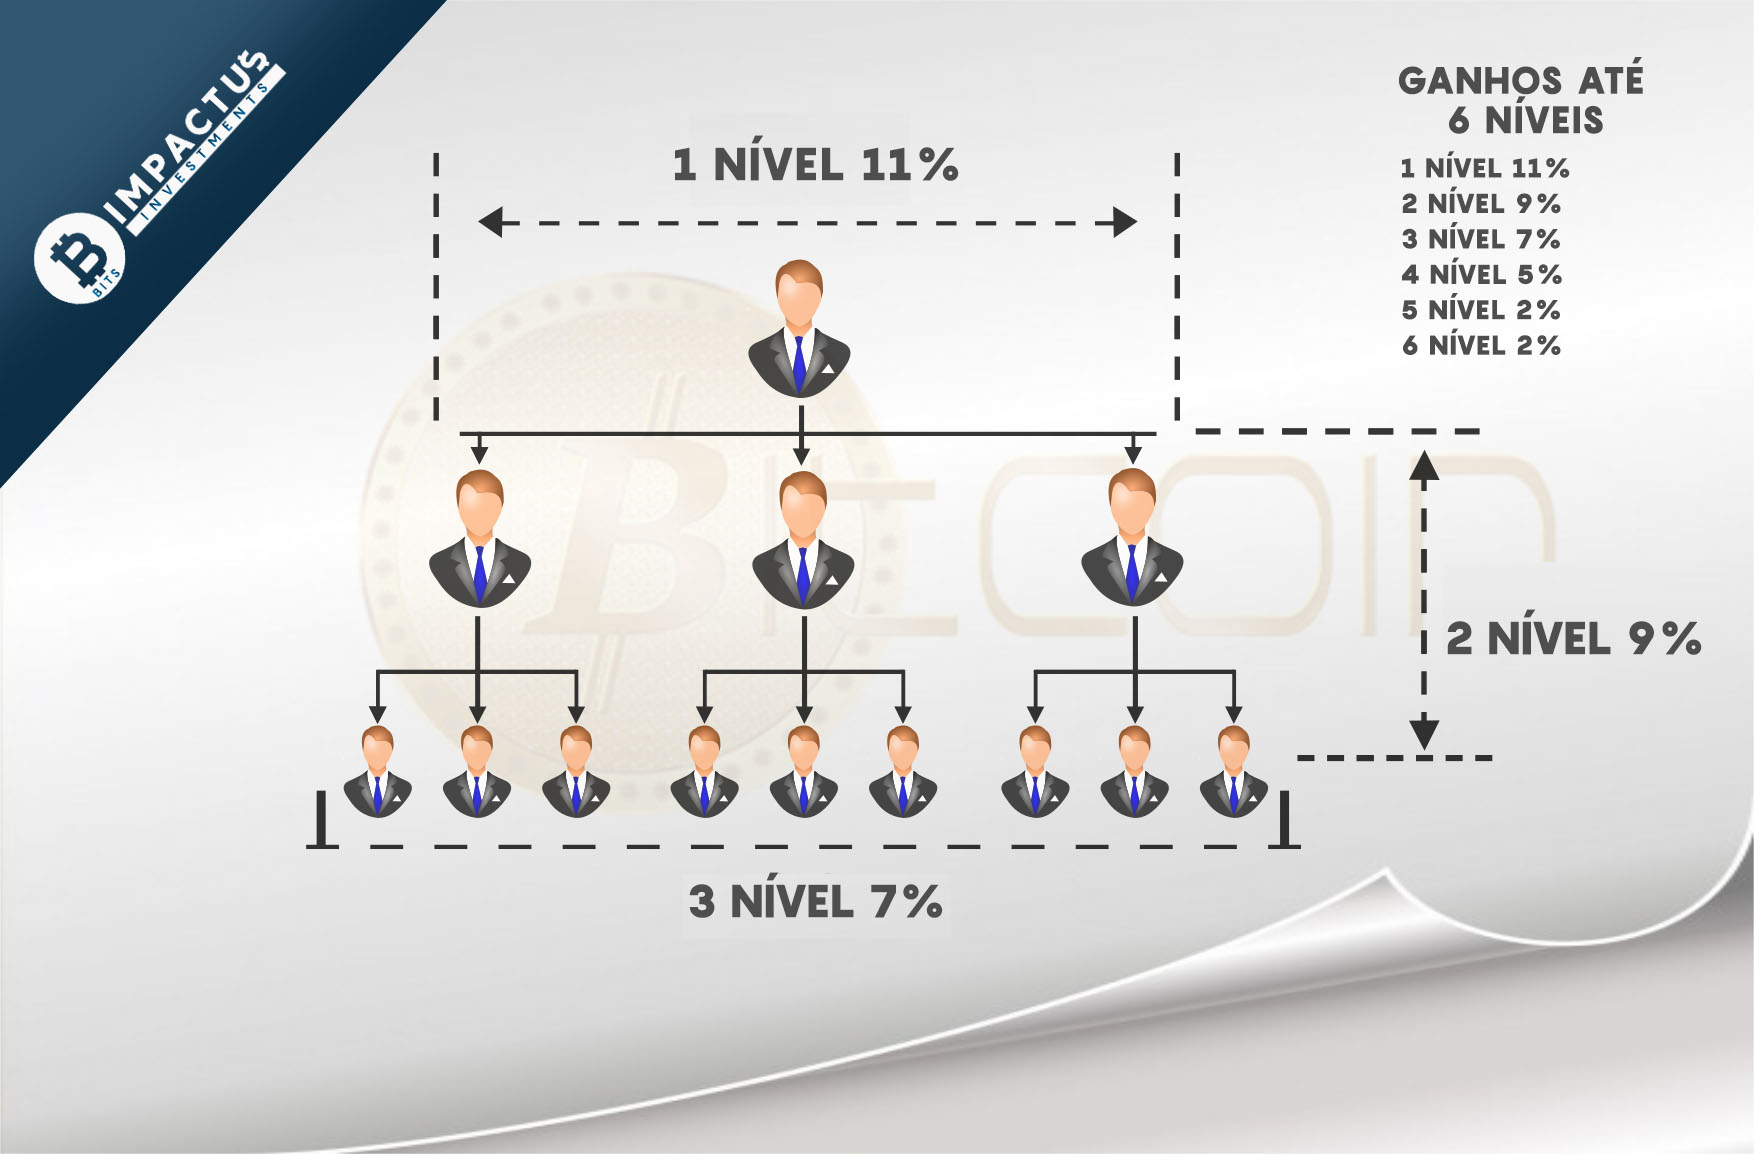 IMPACTUS
INVESTMENTS
BITS
GANHOS ATÉ
6 NÍVEIS
1 NÍVEL 11%
2 NÍVEL 9%
3 NÍVEL 7%
4 NÍVEL 5%
5 NÍVEL 2%
6 NÍVEL 2%
1 NÍVEL 11%
BITCOIN
2 NÍVEL 9%
3 NÍVEL 7%